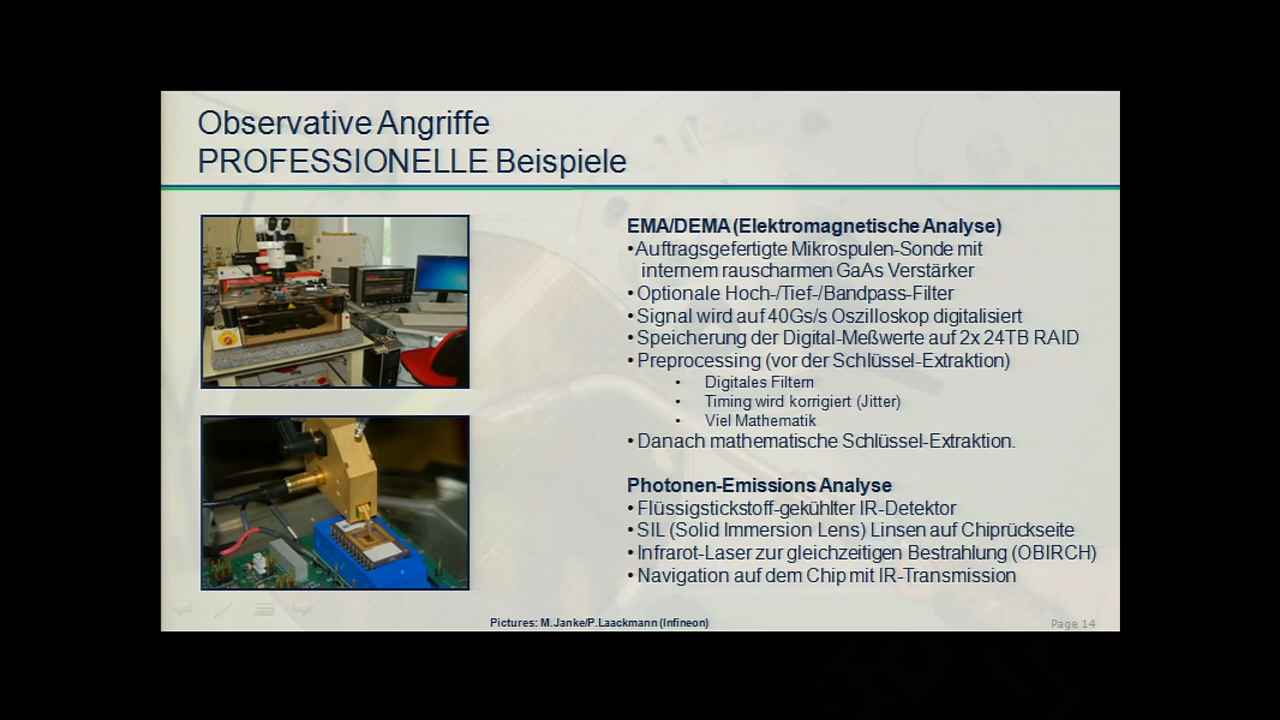 Observative Angriffe
PROFESSIONELLE Beispiele
EMA/DEMA (Elektromagnetische Analyse)
• Auftragsgefertigte Mikrospulen-Sonde mit
internem rauscharmen GaAs Verstärker
• Optionale Hoch-/Tief-/Bandpass-Filter
• Signal wird auf 40Gs/s Oszilloskop digitalisiert
• Speicherung der Digital-Meßwerte auf 2x 24TB RAID
• Preprocessing (vor der Schlüssel-Extraktion)
• Digitales Filtern
• Timing wird korrigiert (Jitter)
• Viel Mathematik
• Danach mathematische Schlüssel-Extraktion.
Photonen-Emissions Analyse
• Flüssigstickstoff-gekühlter IR-Detektor
• SIL (Solid Immersion Lens) Linsen auf Chiprückseite
• Infrarot-Laser zur gleichzeitigen Bestrahlung (OBIRCH)
• Navigation auf dem Chip mit IR-Transmission
Pictures: M.Janke/P.Laackmann (Infineon)
Page 14